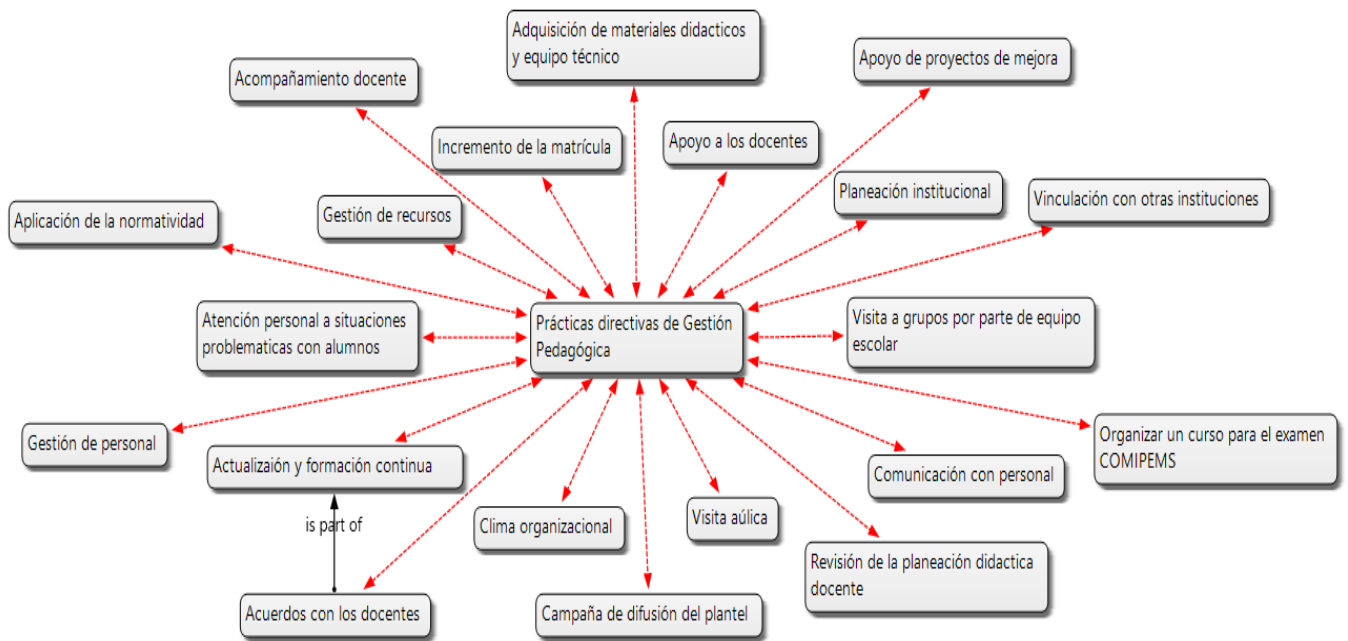 Adquisición de materiales didacticos
y equipo técnico
Apoyo de proyectos de mejora
Acompañamiento docente
Incremento de la matrícula
Apoyo a los docentes
Planeación institucional
Vinculación con otras instituciones
Gestión de recursos
Aplicación de la normatividad
Atención personal a situaciones
problematicas con alumnos
Prácticas directivas de Gestión
Pedagógica
Visita a grupos por parte de equipo
escolar
Gestión de personal
Actualizaión y formación continua
Organizar un curso para el examen
COMIPEMS
Comunicación con personal
is part of
Clima organizacional
Visita aúlica
Revisión de la planeación didactica
docente
Acuerdos con los docentes
Campaña de difusión del plantel